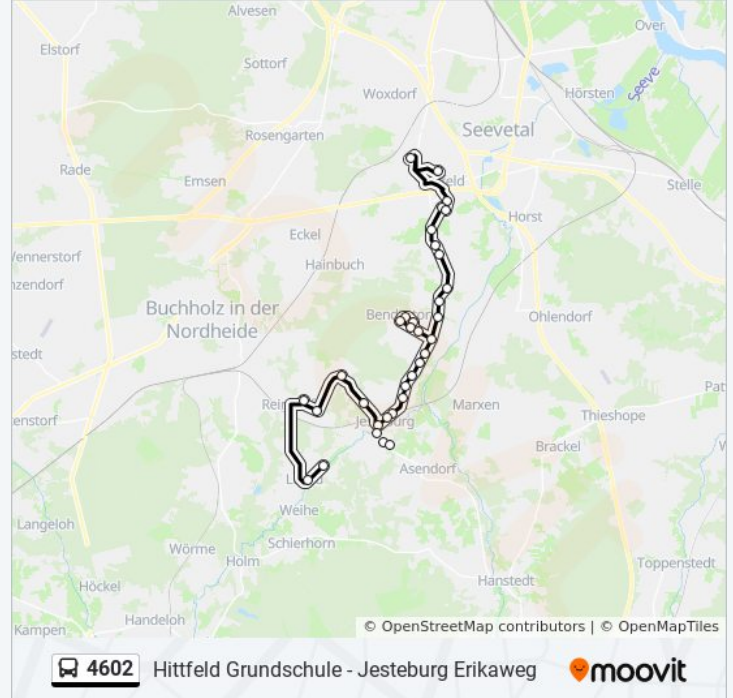 Alvesen
Over
Elstorf
Sottorf
Woxdorf
Hörsten
Seeve
Seevetal
Rosengarten
Rade
Emsen
Stelle
Horst
Eckel
Hainbuch
Buchholz in der
Nordheide
Ohlendorf
Marxen
Thieshope
Brackel
Asendorf
Weihe
Langeloh
Wörme
Schierhorn
Holm
Toppenstedt
Höckel
Hanstedt
Handeloh
Kampen
© OpenStreetMap contributors | © OpenMapTiles
4602 Hittfeld Grundschule - Jesteburg Erikaweg moovit